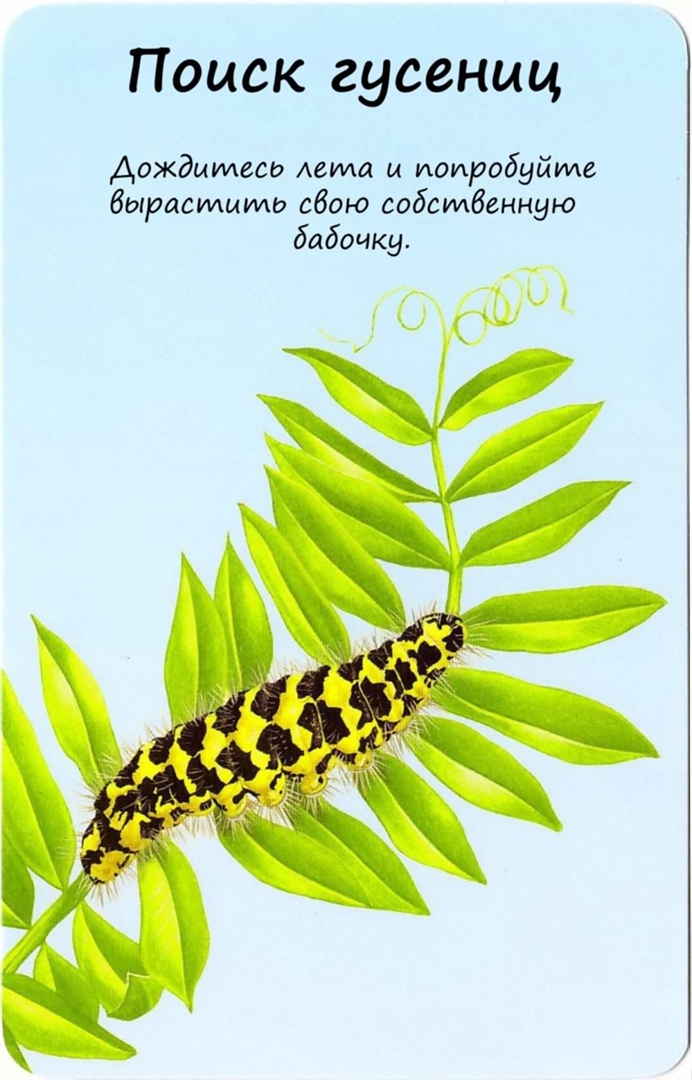 Поиск гусениц
Дождитесь лета и попробуйте
вырастить свою собственную
бабочку.